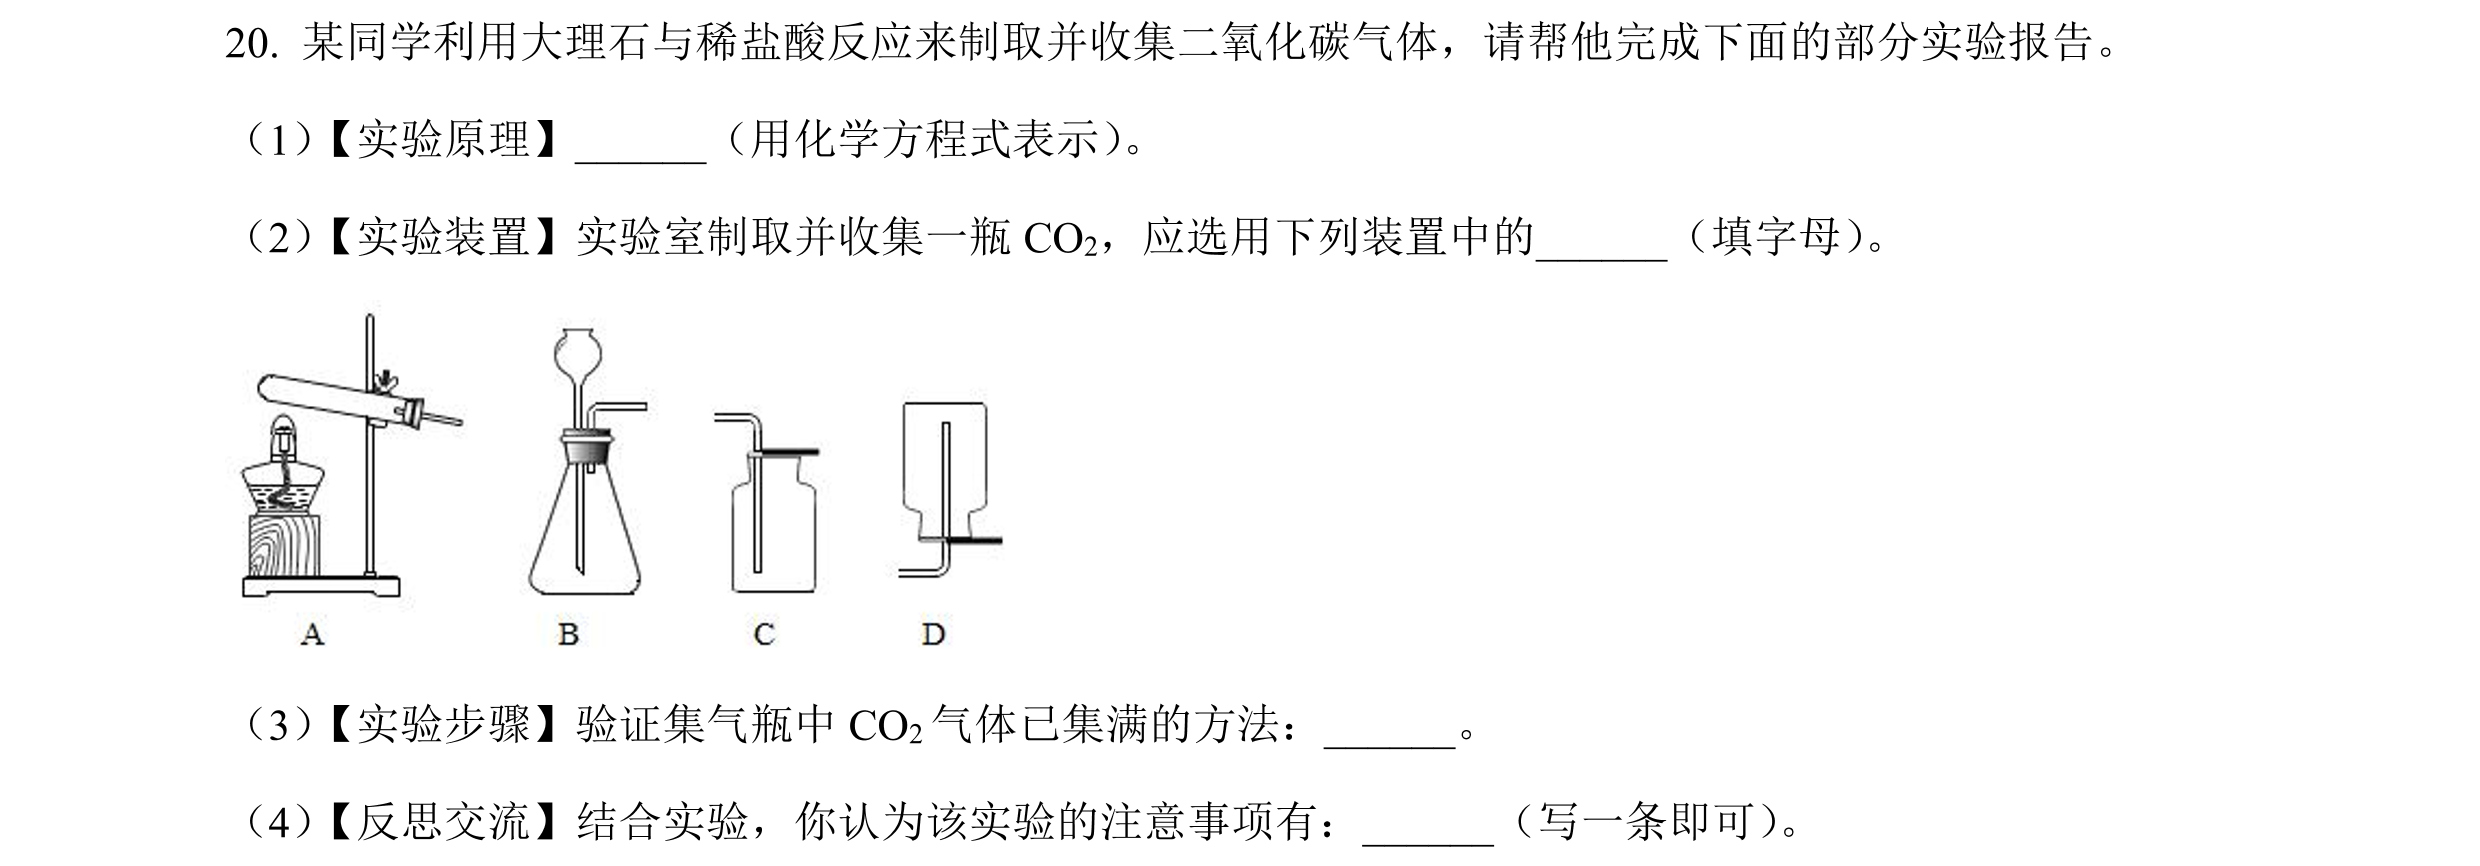 20. 某同学利用大理石与稀盐酸反应来制取并收集二氧化碳气体，请帮他完成下面的部分实验报告。
（1）【实验原理】______（用化学方程式表示）。
（2）【实验装置】实验室制取并收集一瓶 CO₂，应选用下列装置中的______（填字母）。
A B C D
（3）【实验步骤】验证集气瓶中 CO₂ 气体已集满的方法：______。
（4）【反思交流】结合实验，你认为该实验的注意事项有：______（写一条即可）。